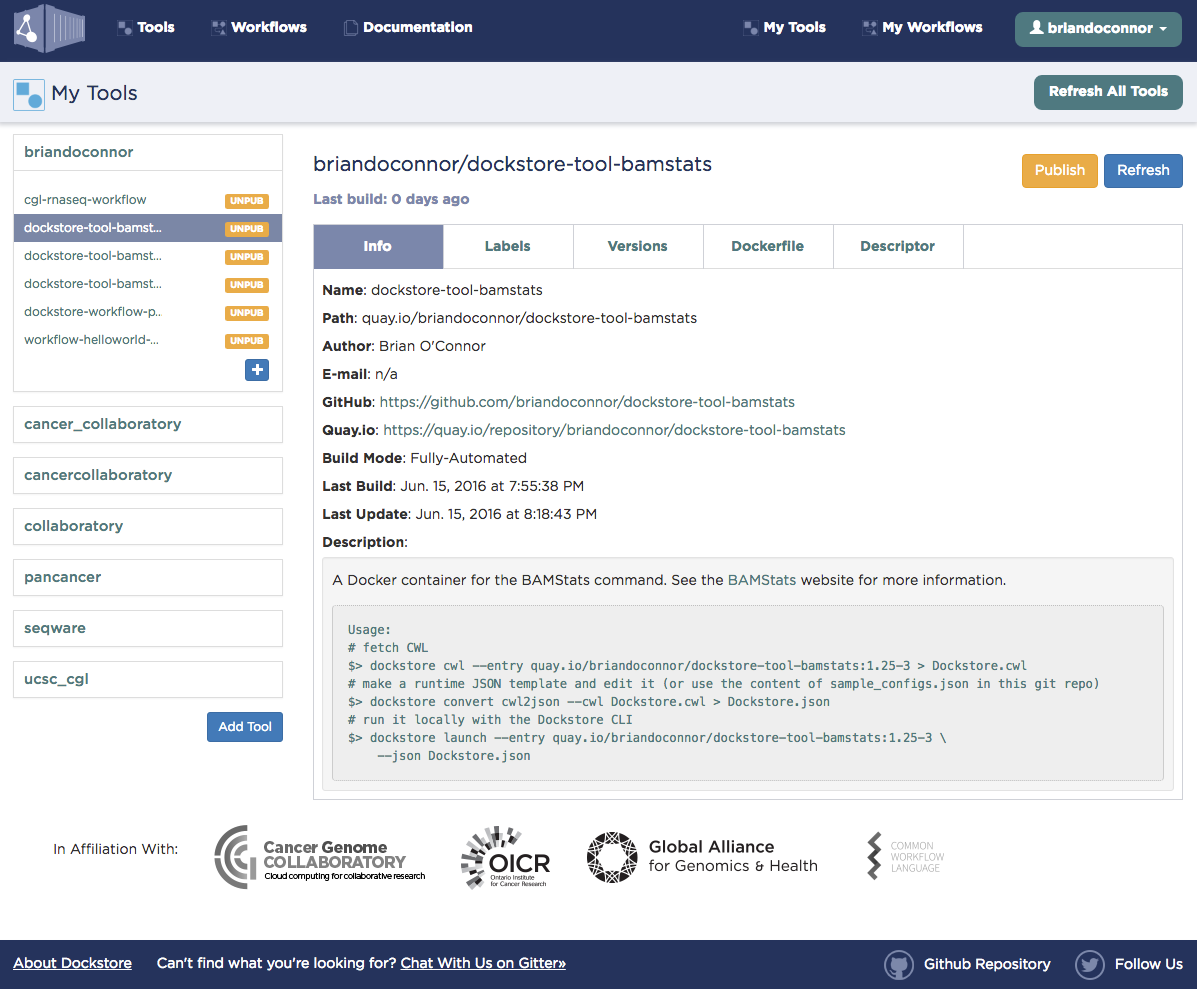 Tools
Workflows
Documentation
My Tools
My Workflows
briandoconnor
My Tools
Refresh All Tools
briandoconnor
cgl-rnaseq-workflow UNPUB
dockstore-tool-bamst... UNPUB
dockstore-tool-bamst... UNPUB
dockstore-tool-bamst... UNPUB
dockstore-workflow-p.. UNPUB
workflow-helloworld-... UNPUB
cancer_collaboratory
cancercollaboratory
collaboratory
pancancer
seqware
ucsc_cgl
Add Tool
briandoconnor/dockstore-tool-bamstats
Last build: 0 days ago
Publish
Refresh
Info
Labels
Versions
Dockerfile
Descriptor
Name: dockstore-tool-bamstats
Path: quay.io/briandoconnor/dockstore-tool-bamstats
Author: Brian O'Connor
E-mail: n/a
GitHub: https://github.com/briandoconnor/dockstore-tool-bamstats
Quay.io: https://quay.io/repository/briandoconnor/dockstore-tool-bamstats
Build Mode: Fully-Automated
Last Build: Jun. 15, 2016 at 7:55:38 PM
Last Update: Jun. 15, 2016 at 8:18:43 PM
Description:
A Docker container for the BAMStats command. See the BAMStats website for more information.
Usage:
# fetch CWL
$> dockstore cwl --entry quay.io/briandoconnor/dockstore-tool-bamstats:1.25-3 > Dockstore.cwl
# make a runtime JSON template and edit it (or use the content of sample_configs.json in this git repo)
$> dockstore convert cwl2json --cwl Dockstore.cwl > Dockstore.json
# run it locally with the Dockstore CLI
$> dockstore launch --entry quay.io/briandoconnor/dockstore-tool-bamstats:1.25-3 \
--json Dockstore.json
In Affiliation With:
Cancer Genome
COLLABORATORY
Cloud computing for collaborative research
OICR
Ontario Institute
for Cancer Research
Global Alliance
for Genomics & Health
COMMON
WORKFLOW
LANGUAGE
About Dockstore
Can't find what you're looking for? Chat With Us on Gitter»
Github Repository
Follow Us